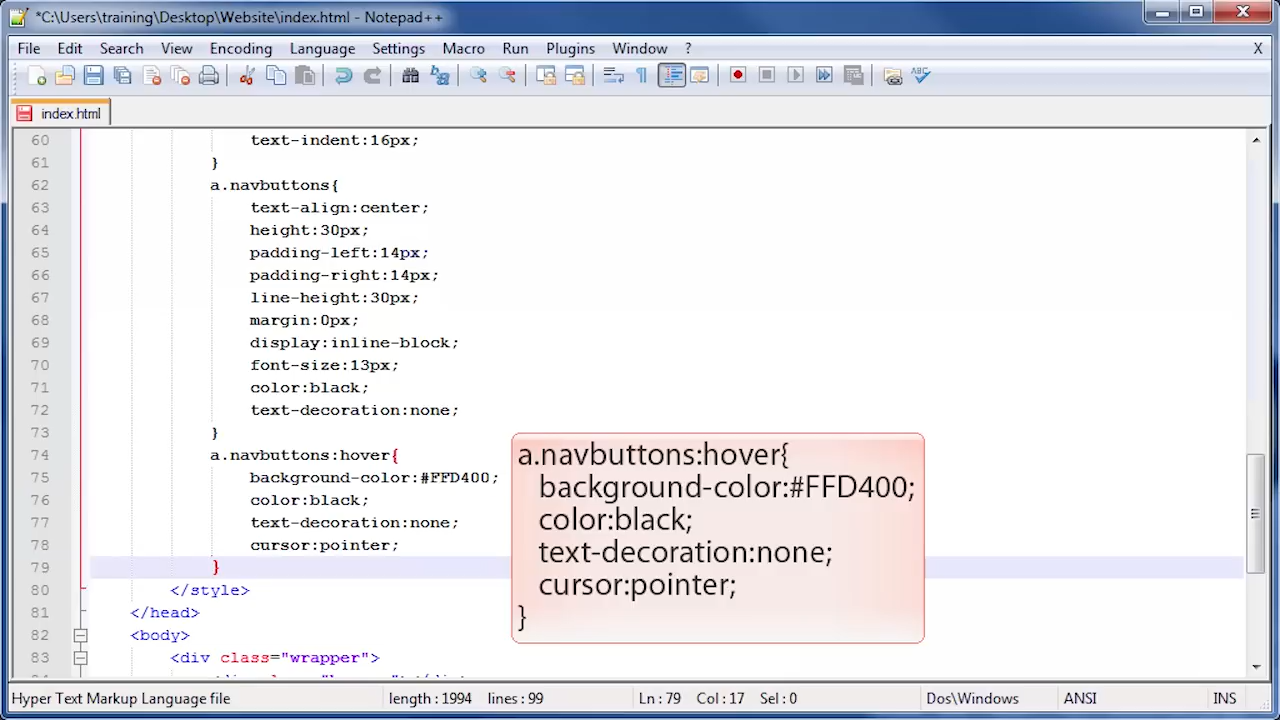 *C:\Users\training\Desktop\Website\index.html - Notepad++
File Edit Search View Encoding Language Settings Macro Run Plugins Window ? X
index.html
60 text-indent:16px;
61 }
62 a.navbuttons{
63 text-align:center;
64 height:30px;
65 padding-left:14px;
66 padding-right:14px;
67 line-height:30px;
68 margin:0px;
69 display:inline-block;
70 font-size:13px;
71 color:black;
72 text-decoration:none;
73 }
74 a.navbuttons:hover{
75 background-color:#FFD400;
76 color:black;
77 text-decoration:none;
78 cursor:pointer;
79 }
80 </style>
81 </head>
82 <body>
83 <div class="wrapper">
a.navbuttons:hover{
background-color:#FFD400;
color:black;
text-decoration:none;
cursor:pointer;
}
Hyper Text Markup Language file length : 1994 lines : 99 Ln : 79 Col : 17 Sel : 0 Dos\Windows ANSI INS